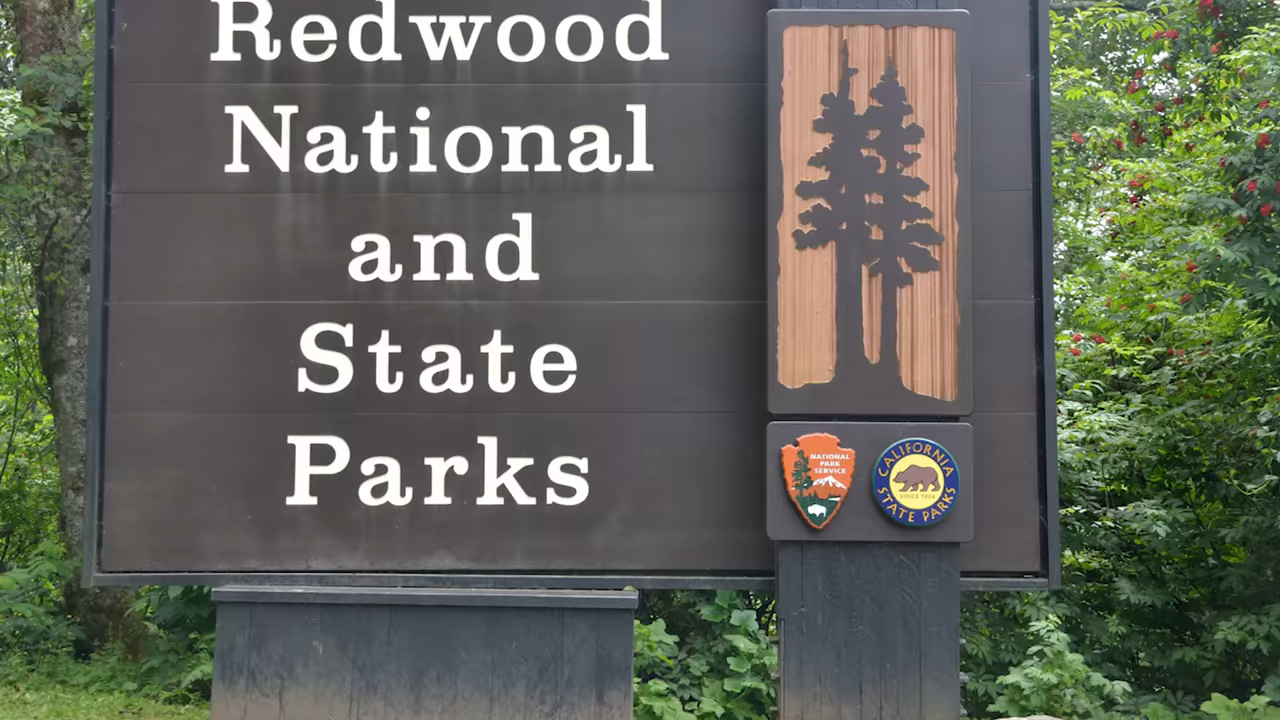 Redwood
National
and
State
Parks
NATIONAL
PARK
SERVICE
CALIFORNIA
SINCE 1864
STATE PARKS